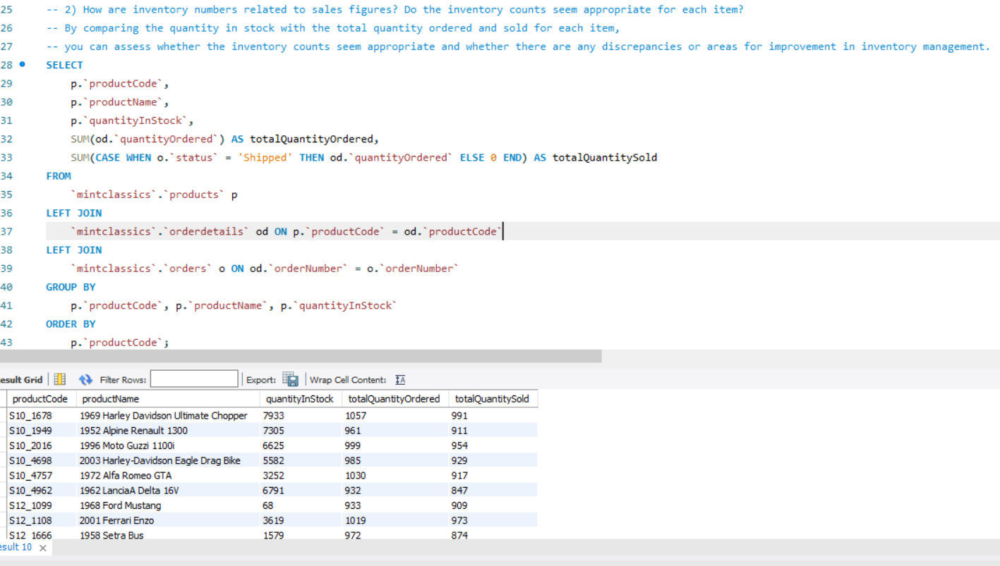 25 -- 2) How are inventory numbers related to sales figures? Do the inventory counts seem appropriate for each item?
26 -- By comparing the quantity in stock with the total quantity ordered and sold for each item,
27 -- you can assess whether the inventory counts seem appropriate and whether there are any discrepancies or areas for improvement in inventory management.
28 SELECT
29 p.`productCode`,
30 p.`productName`,
31 p.`quantityInStock`,
32 SUM(od.`quantityOrdered`) AS totalQuantityOrdered,
33 SUM(CASE WHEN o.`status` = 'Shipped' THEN od.`quantityOrdered` ELSE 0 END) AS totalQuantitySold
34 FROM
35 `mintclassics`.`products` p
36 LEFT JOIN
37 `mintclassics`.`orderdetails` od ON p.`productCode` = od.`productCode`
38 LEFT JOIN
39 `mintclassics`.`orders` o ON od.`orderNumber` = o.`orderNumber`
40 GROUP BY
41 p.`productCode`, p.`productName`, p.`quantityInStock`
42 ORDER BY
43 p.`productCode`;
esult Grid Filter Rows: Export: Wrap Cell Content: IA
productCode productName quantityInStock totalQuantityOrdered totalQuantitySold
S10_1678 1969 Harley Davidson Ultimate Chopper 7933 1057 991
S10_1949 1952 Alpine Renault 1300 7305 961 911
S10_2016 1996 Moto Guzzi 1100i 6625 999 954
S10_4698 2003 Harley-Davidson Eagle Drag Bike 5582 985 929
S10_4757 1972 Alfa Romeo GTA 3252 1030 917
S10_4962 1962 LanciaA Delta 16V 6791 932 847
S12_1099 1968 Ford Mustang 68 933 909
S12_1108 2001 Ferrari Enzo 3619 1019 973
S12_1666 1958 Setra Bus 1579 972 874
esult 10